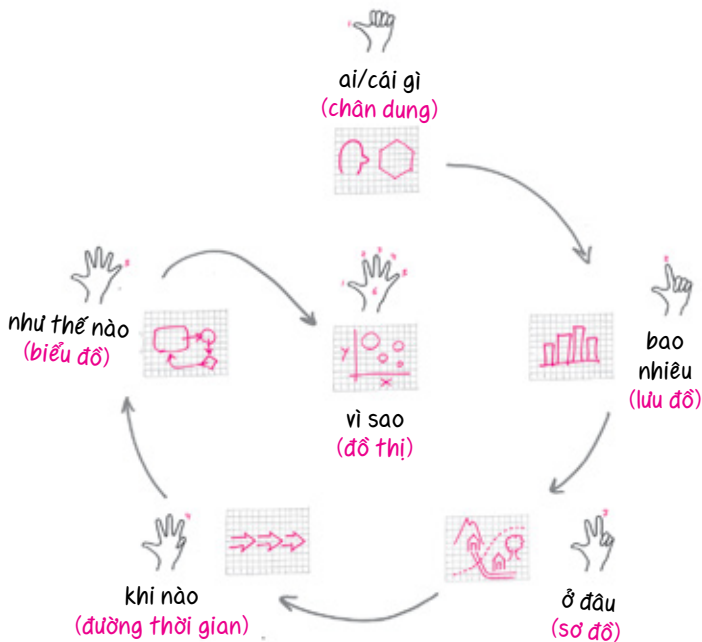 ai/cái gì
(chân dung)
bao
nhiêu
(lưu đồ)
ở đâu
(sơ đồ)
khi nào
(đường thời gian)
như thế nào
(biểu đồ)
vì sao
(đồ thị)
y
x